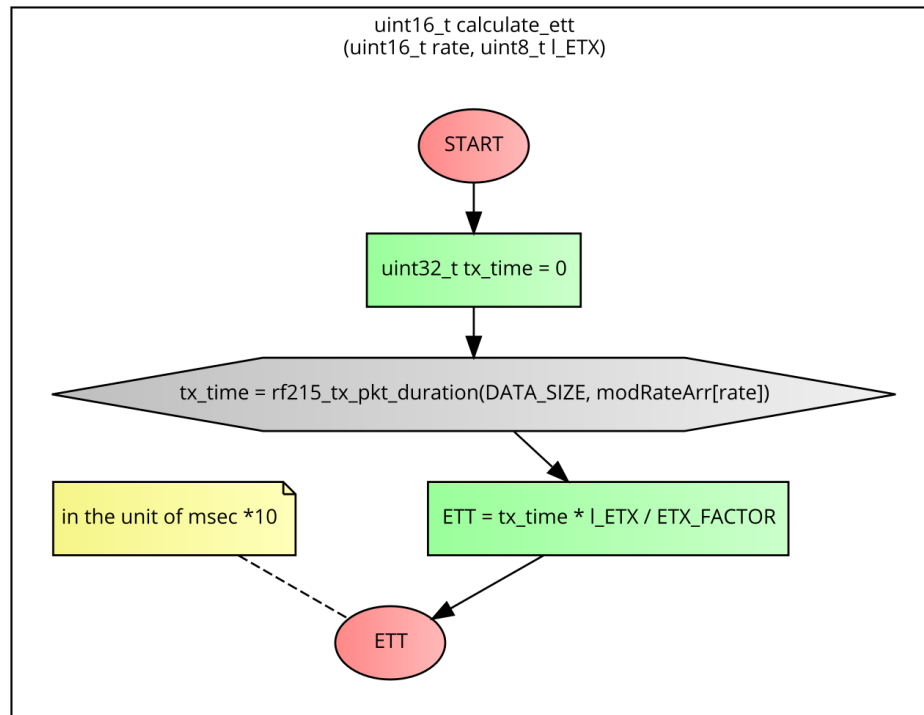 uint16_t calculate_ett
(uint16_t rate, uint8_t l_ETX)
START
uint32_t tx_time = 0
tx_time = rf215_tx_pkt_duration(DATA_SIZE, modRateArr[rate])
in the unit of msec *10
ETT = tx_time * l_ETX / ETX_FACTOR
ETT